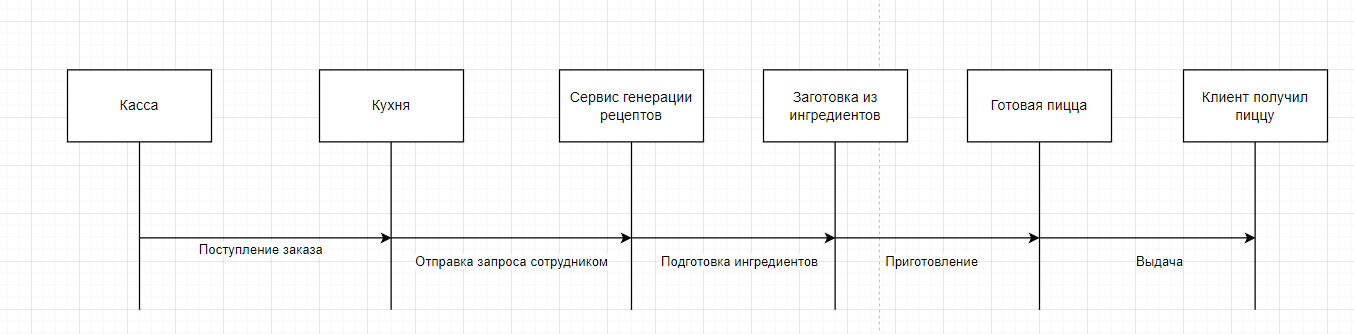 Касса
Кухня
Сервис генерации
рецептов
Заготовка из
ингредиентов
Готовая пицца
Клиент получил
пиццу
Поступление заказа
Отправка запроса сотрудником
Подготовка ингредиентов
Приготовление
Выдача